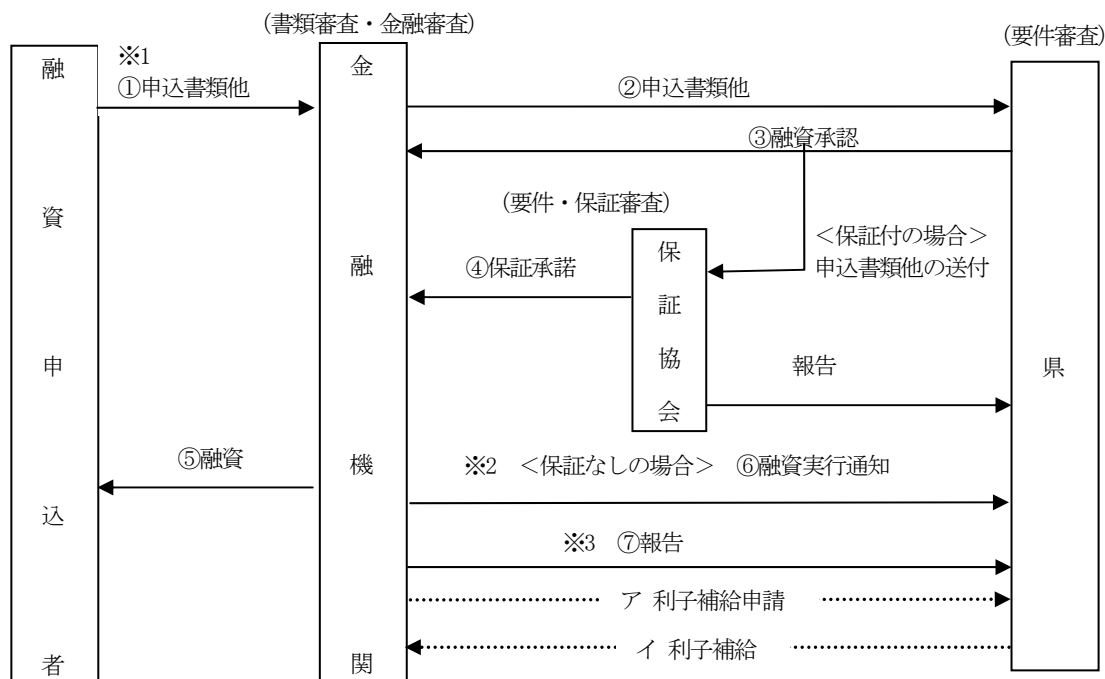 (書類審査・金融審査)
(要件審査)
融資申込者
※1
①申込書類他
金融機関
②申込書類他
③融資承認
(要件・保証審査)
＜保証付の場合＞
申込書類他の送付
④保証承諾
保証協会
報告
県
⑤融資
※2 ＜保証なしの場合＞ ⑥融資実行通知
※3 ⑦報告
ア 利子補給申請
イ 利子補給